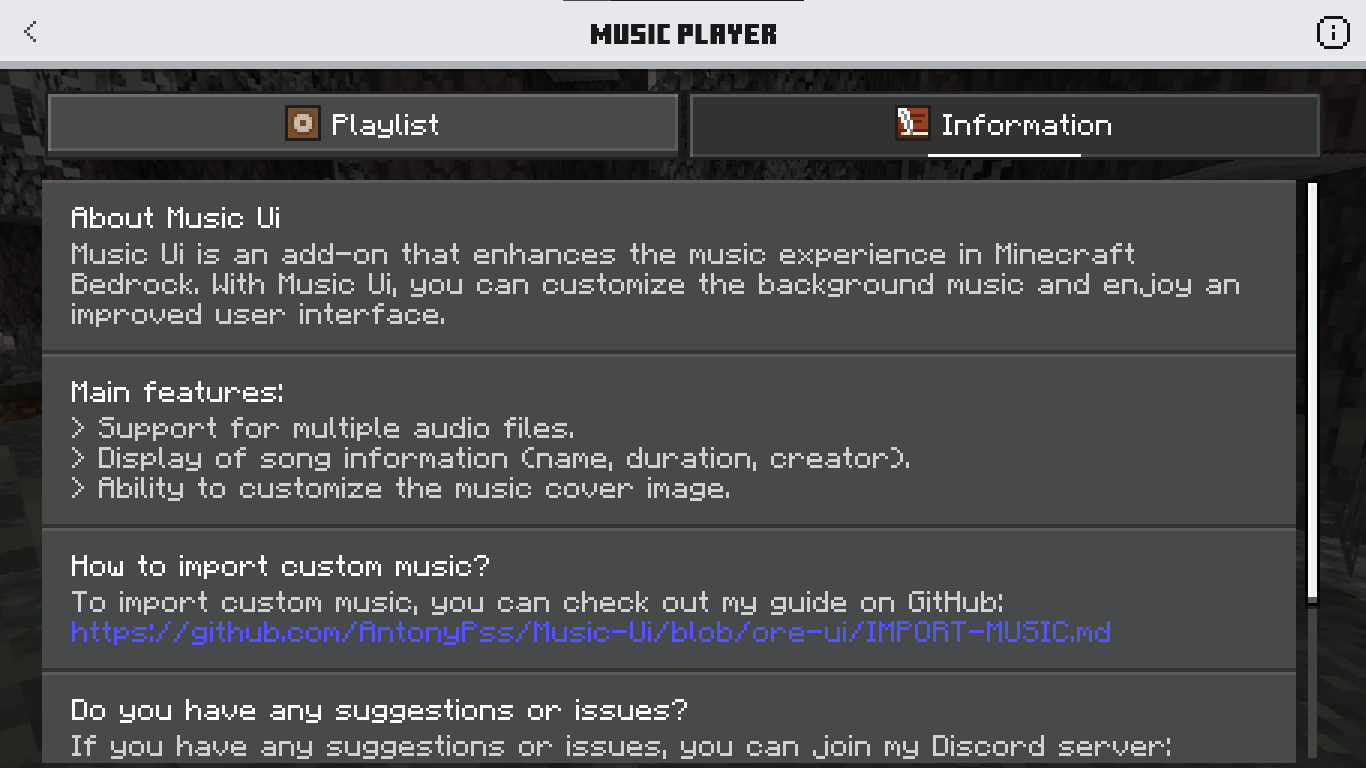 MUSIC PLAYER
Playlist
Information
About Music Ui
Music Ui is an add-on that enhances the music experience in Minecraft
Bedrock. With Music Ui, you can customize the background music and enjoy an
improved user interface.
Main features:
> Support for multiple audio files.
> Display of song information (name, duration, creator).
> Ability to customize the music cover image.
How to import custom music?
To import custom music, you can check out my guide on GitHub:
https://github.com/AntonyPss/Music-Ui/blob/ore-ui/IMPORT-MUSIC.md
Do you have any suggestions or issues?
If you have any suggestions or issues, you can join my Discord server: